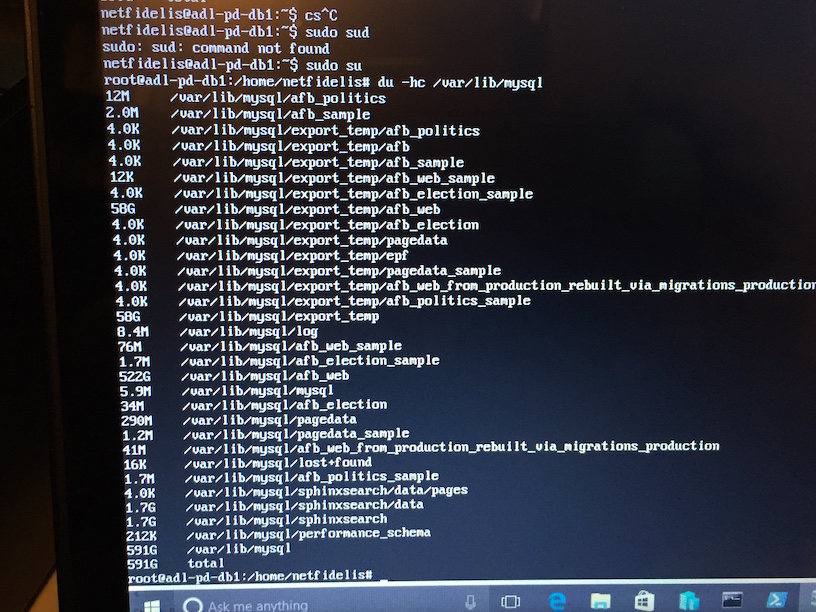 netfidelis@adl-pd-db1:~$ cs^C
netfidelis@adl-pd-db1:~$ sudo sud
sudo: sud: command not found
netfidelis@adl-pd-db1:~$ sudo su
root@adl-pd-db1:/home/netfidelis# du -hc /var/lib/mysql
12M /var/lib/mysql/afb_politics
2.0M /var/lib/mysql/afb_sample
4.0K /var/lib/mysql/export_temp/afb_politics
4.0K /var/lib/mysql/export_temp/afb
4.0K /var/lib/mysql/export_temp/afb_sample
12K /var/lib/mysql/export_temp/afb_web_sample
4.0K /var/lib/mysql/export_temp/afb_election_sample
58G /var/lib/mysql/export_temp/afb_web
4.0K /var/lib/mysql/export_temp/afb_election
4.0K /var/lib/mysql/export_temp/pagedata
4.0K /var/lib/mysql/export_temp/epf
4.0K /var/lib/mysql/export_temp/pagedata_sample
4.0K /var/lib/mysql/export_temp/afb_web_from_production_rebuilt_via_migrations_production
4.0K /var/lib/mysql/export_temp/afb_politics_sample
58G /var/lib/mysql/export_temp
8.4M /var/lib/mysql/log
76M /var/lib/mysql/afb_web_sample
1.7M /var/lib/mysql/afb_election_sample
522G /var/lib/mysql/afb_web
5.9M /var/lib/mysql/mysql
34M /var/lib/mysql/afb_election
290M /var/lib/mysql/pagedata
1.2M /var/lib/mysql/pagedata_sample
41M /var/lib/mysql/afb_web_from_production_rebuilt_via_migrations_production
16K /var/lib/mysql/lost+found
1.7M /var/lib/mysql/afb_politics_sample
4.0K /var/lib/mysql/sphinxsearch/data/pages
1.7G /var/lib/mysql/sphinxsearch/data
1.7G /var/lib/mysql/sphinxsearch
212K /var/lib/mysql/performance_schema
591G /var/lib/mysql
591G total
root@adl-pd-db1:/home/netfidelis# _
Ask me anything